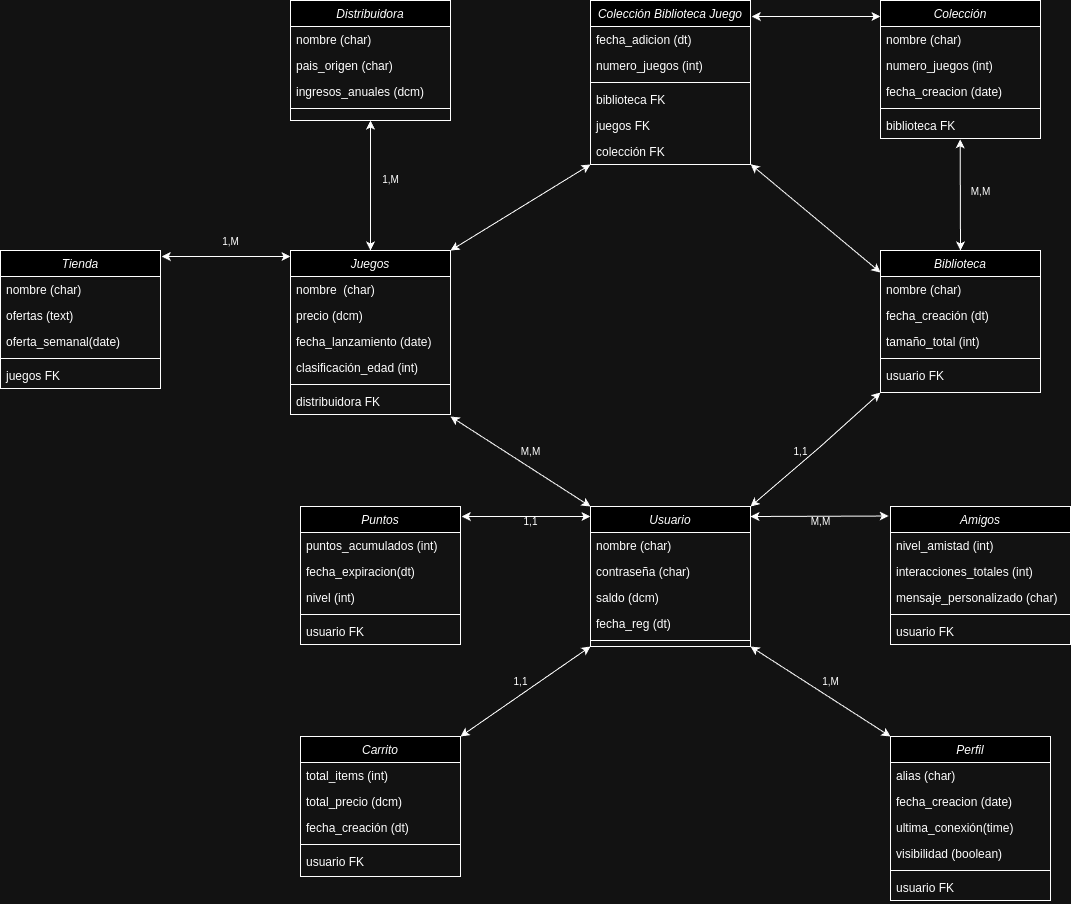 Distribuidora
nombre (char)
pais_origen (char)
ingresos_anuales (dcm)
Colección Biblioteca Juego
fecha_adicion (dt)
numero_juegos (int)
biblioteca FK
juegos FK
colección FK
Colección
nombre (char)
numero_juegos (int)
fecha_creacion (date)
biblioteca FK
1,M
M,M
1,M
Tienda
nombre (char)
ofertas (text)
oferta_semanal(date)
juegos FK
Juegos
nombre  (char)
precio (dcm)
fecha_lanzamiento (date)
clasificación_edad (int)
distribuidora FK
Biblioteca
nombre (char)
fecha_creación (dt)
tamaño_total (int)
usuario FK
M,M
1,1
Puntos
puntos_acumulados (int)
fecha_expiracion(dt)
nivel (int)
usuario FK
1,1
Usuario
nombre (char)
contraseña (char)
saldo (dcm)
fecha_reg (dt)
M,M
Amigos
nivel_amistad (int)
interacciones_totales (int)
mensaje_personalizado (char)
usuario FK
1,1
1,M
Carrito
total_items (int)
total_precio (dcm)
fecha_creación (dt)
usuario FK
Perfil
alias (char)
fecha_creacion (date)
ultima_conexión(time)
visibilidad (boolean)
usuario FK